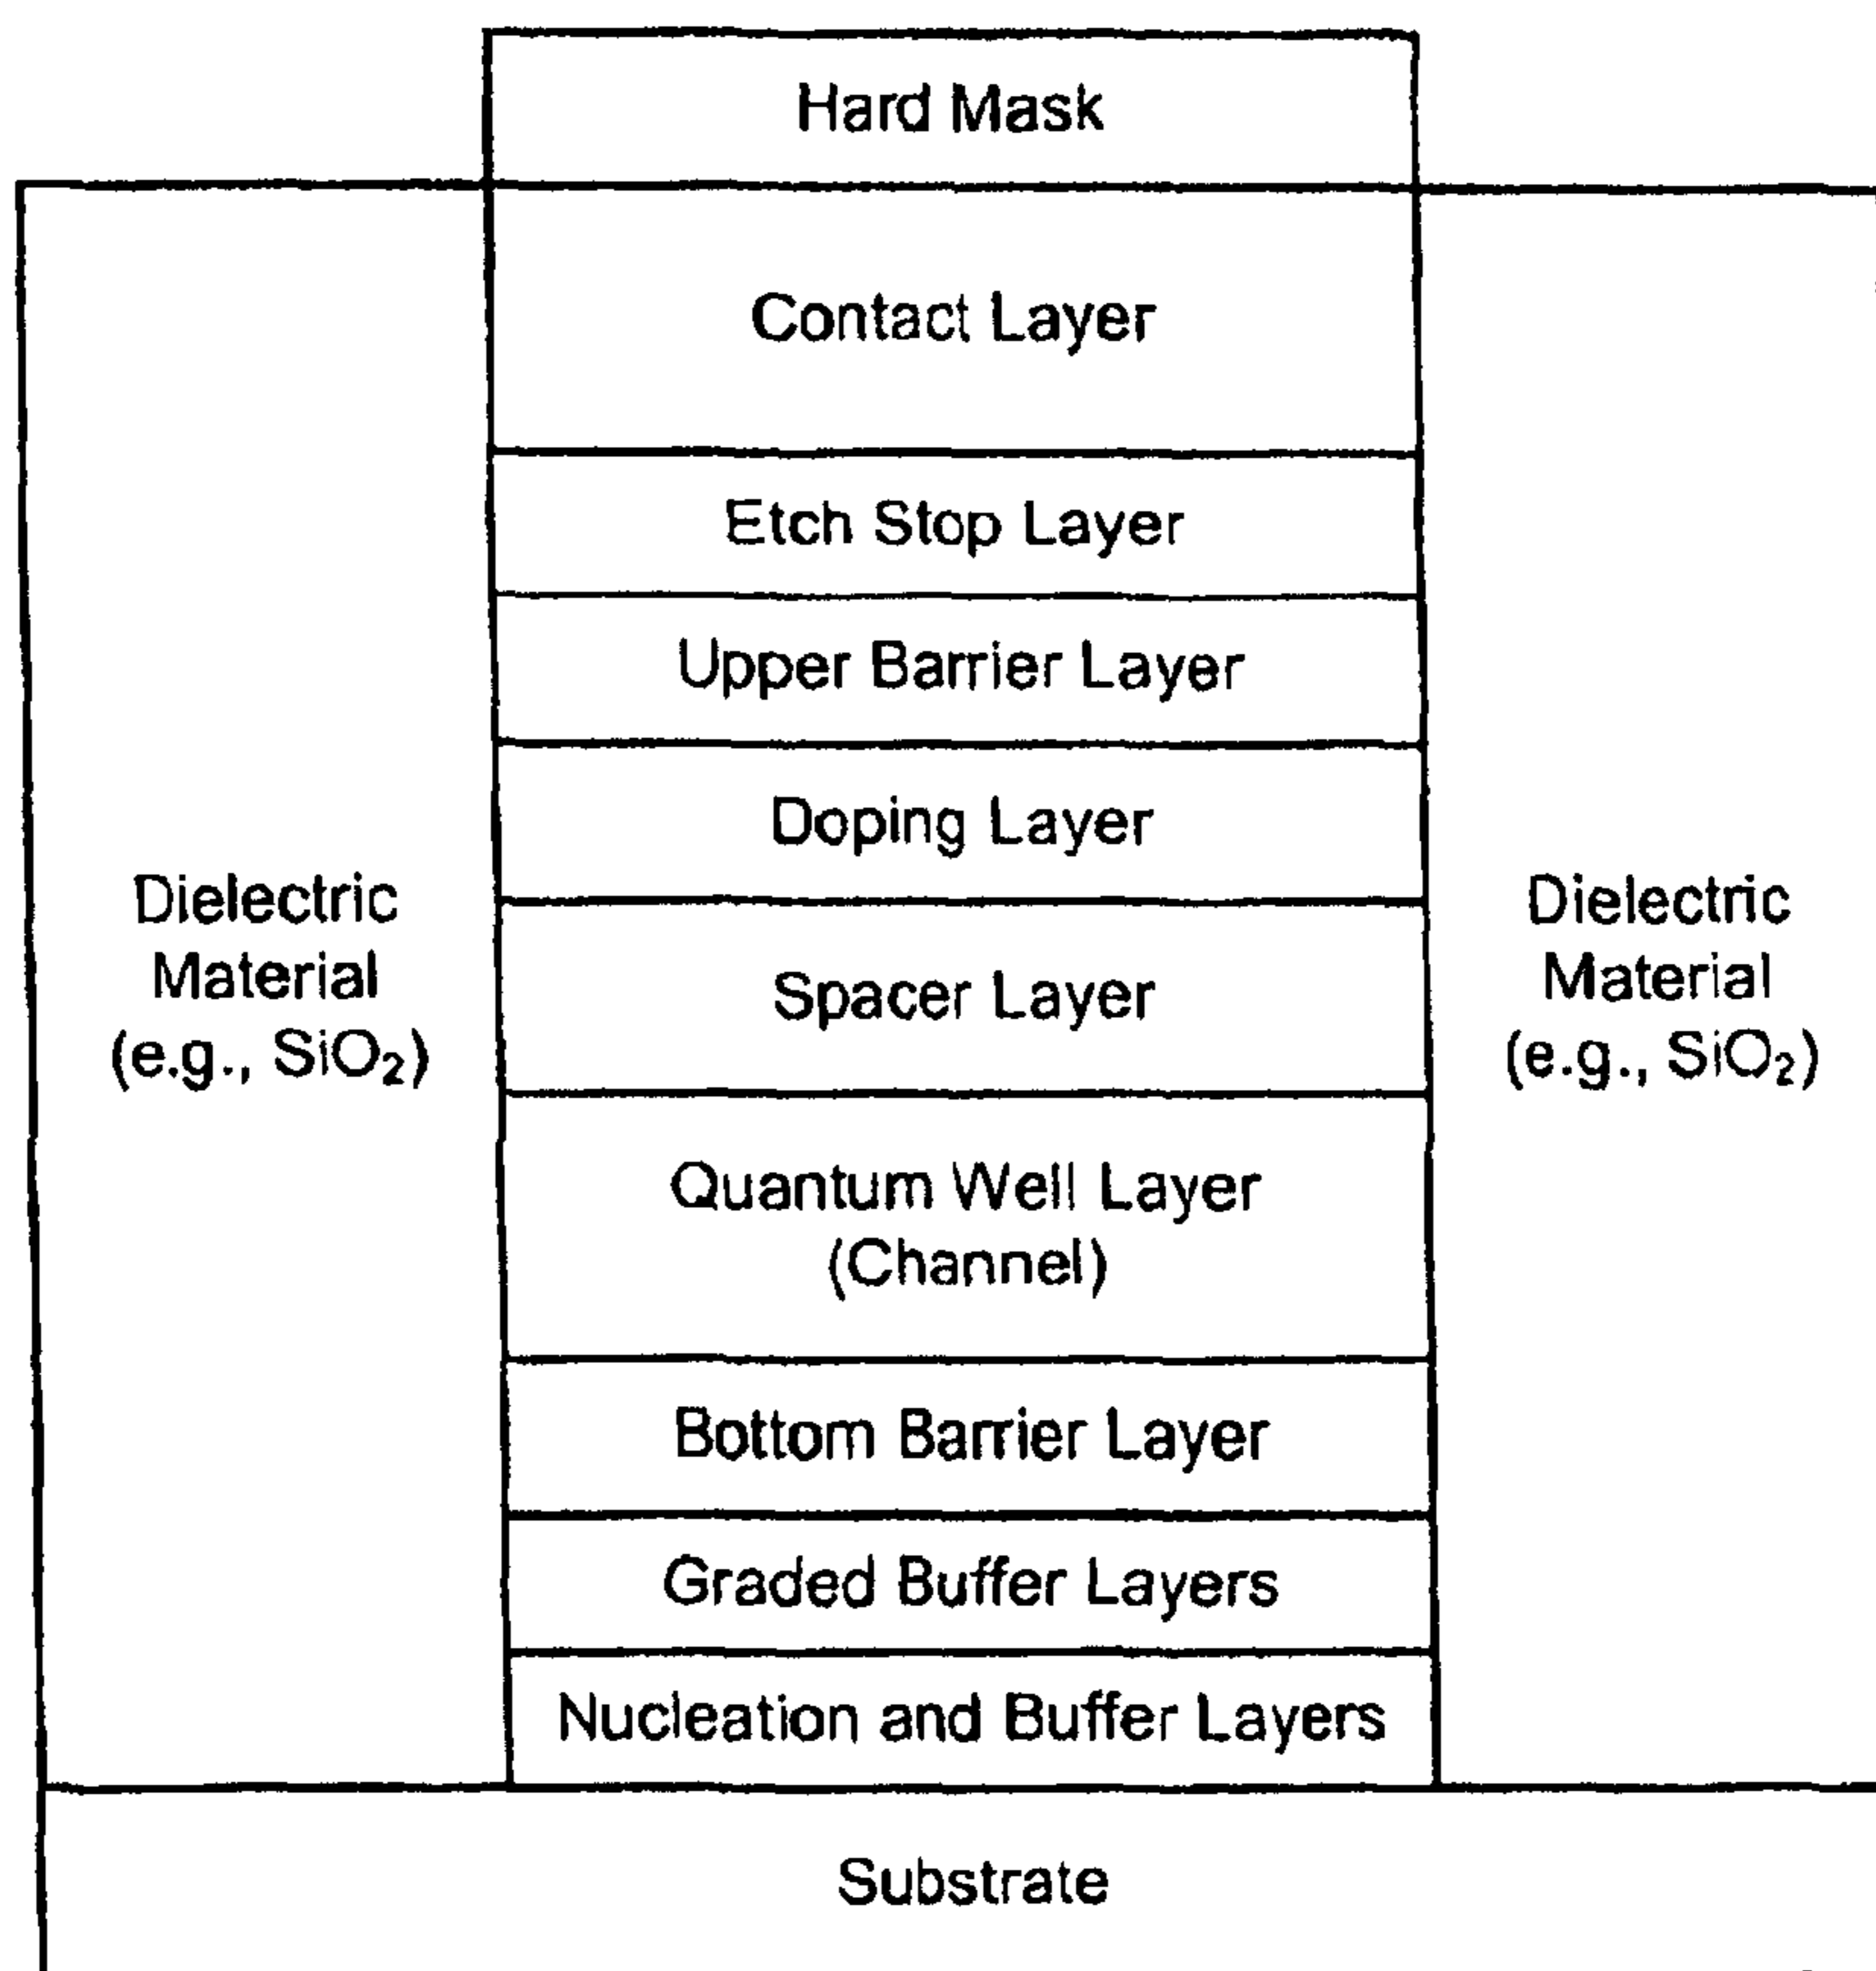 Hard Mask
Contact Layer
Etch Stop Layer
Upper Barrier Layer
Doping Layer
Dielectric
Material
(e.g., SiO₂)
Spacer Layer
Dielectric
Material
(e.g., SiO₂)
Quantum Well Layer
(Channel)
Bottom Barrier Layer
Graded Buffer Layers
Nucleation and Buffer Layers
Substrate